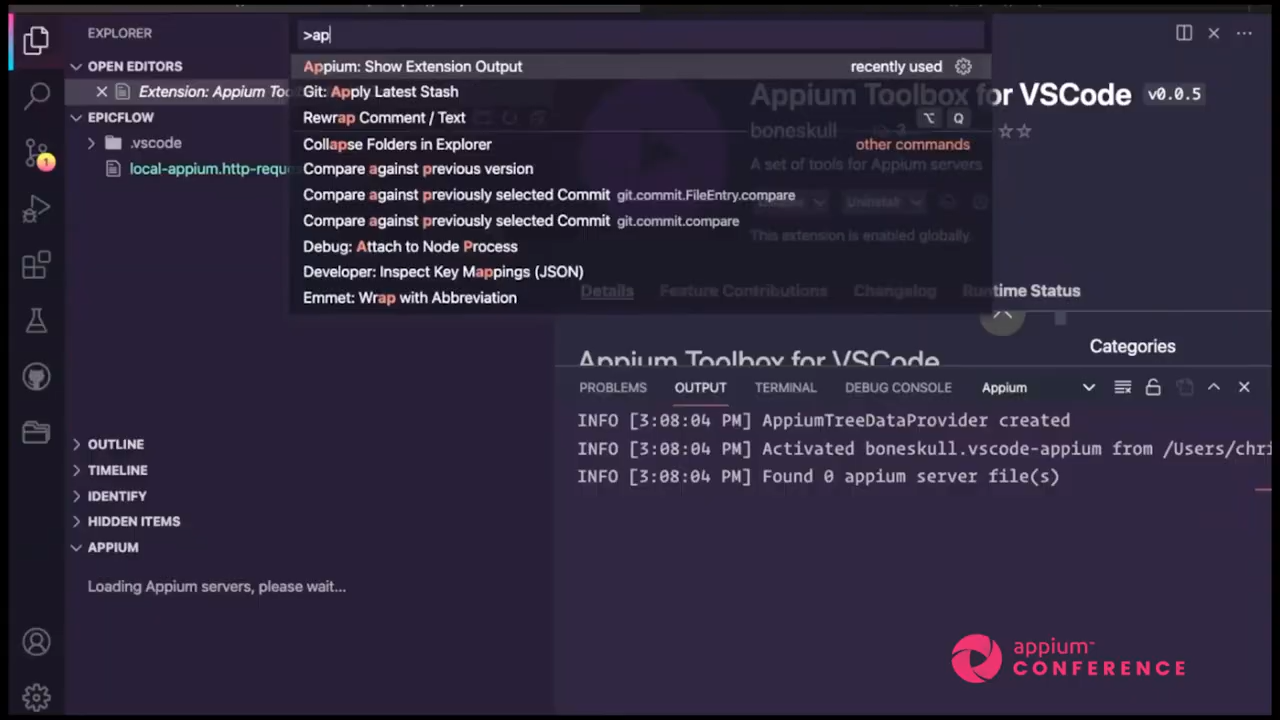 EXPLORER
OPEN EDITORS
Extension: Appium Too
EPICFLOW
.vscode
local-appium.http-reque
>ap
Appium: Show Extension Output recently used
Git: Apply Latest Stash
Rewrap Comment / Text ⌥ Q
Collapse Folders in Explorer other commands
Compare against previous version
Compare against previously selected Commit git.commit.FileEntry.compare
Compare against previously selected Commit git.commit.compare
Debug: Attach to Node Process
Developer: Inspect Key Mappings (JSON)
Emmet: Wrap with Abbreviation
Appium Toolbox for VSCode v0.0.5
boneskull 3
A set of tools for Appium servers
Disable Uninstall
This extension is enabled globally.
Details Feature Contributions Changelog Runtime Status
Appium Toolbox for VSCode
Categories
PROBLEMS OUTPUT TERMINAL DEBUG CONSOLE Appium
INFO [3:08:04 PM] AppiumTreeDataProvider created
INFO [3:08:04 PM] Activated boneskull.vscode-appium from /Users/chri
INFO [3:08:04 PM] Found 0 appium server file(s)
1
OUTLINE
TIMELINE
IDENTIFY
HIDDEN ITEMS
APPIUM
Loading Appium servers, please wait...
appium™
CONFERENCE